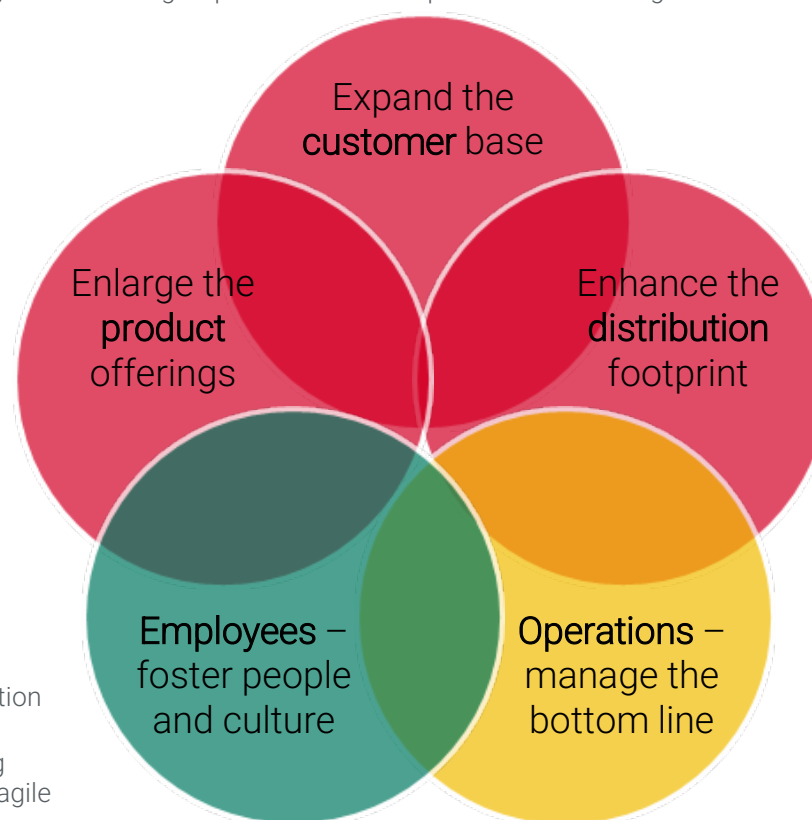 Expand the
customer base
Enlarge the
product
offerings
Enhance the
distribution
footprint
Employees –
foster people
and culture
Operations –
manage the
bottom line
agile